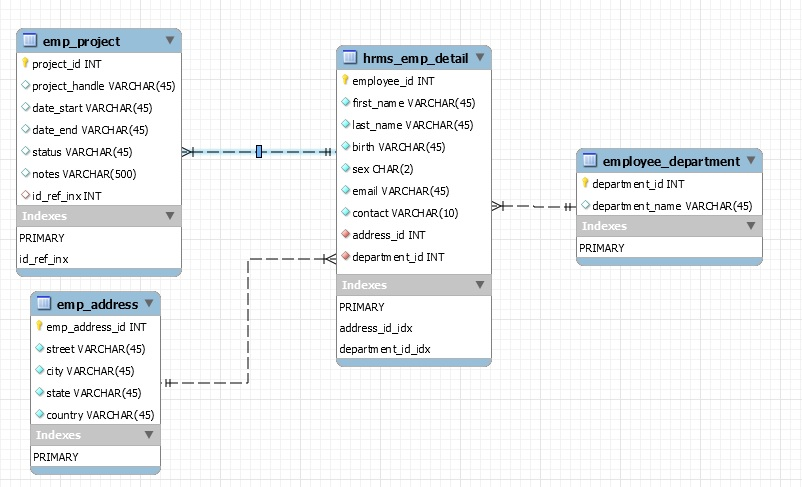 emp_project
project_id INT
project_handle VARCHAR(45)
date_start VARCHAR(45)
date_end VARCHAR(45)
status VARCHAR(45)
notes VARCHAR(500)
id_ref_inx INT
Indexes
PRIMARY
id_ref_inx
emp_address
emp_address_id INT
street VARCHAR(45)
city VARCHAR(45)
state VARCHAR(45)
country VARCHAR(45)
Indexes
PRIMARY
hrms_emp_detail
employee_id INT
first_name VARCHAR(45)
last_name VARCHAR(45)
birth VARCHAR(45)
sex CHAR(2)
email VARCHAR(45)
contact VARCHAR(10)
address_id INT
department_id INT
Indexes
PRIMARY
address_id_idx
department_id_idx
employee_department
department_id INT
department_name VARCHAR(45)
Indexes
PRIMARY